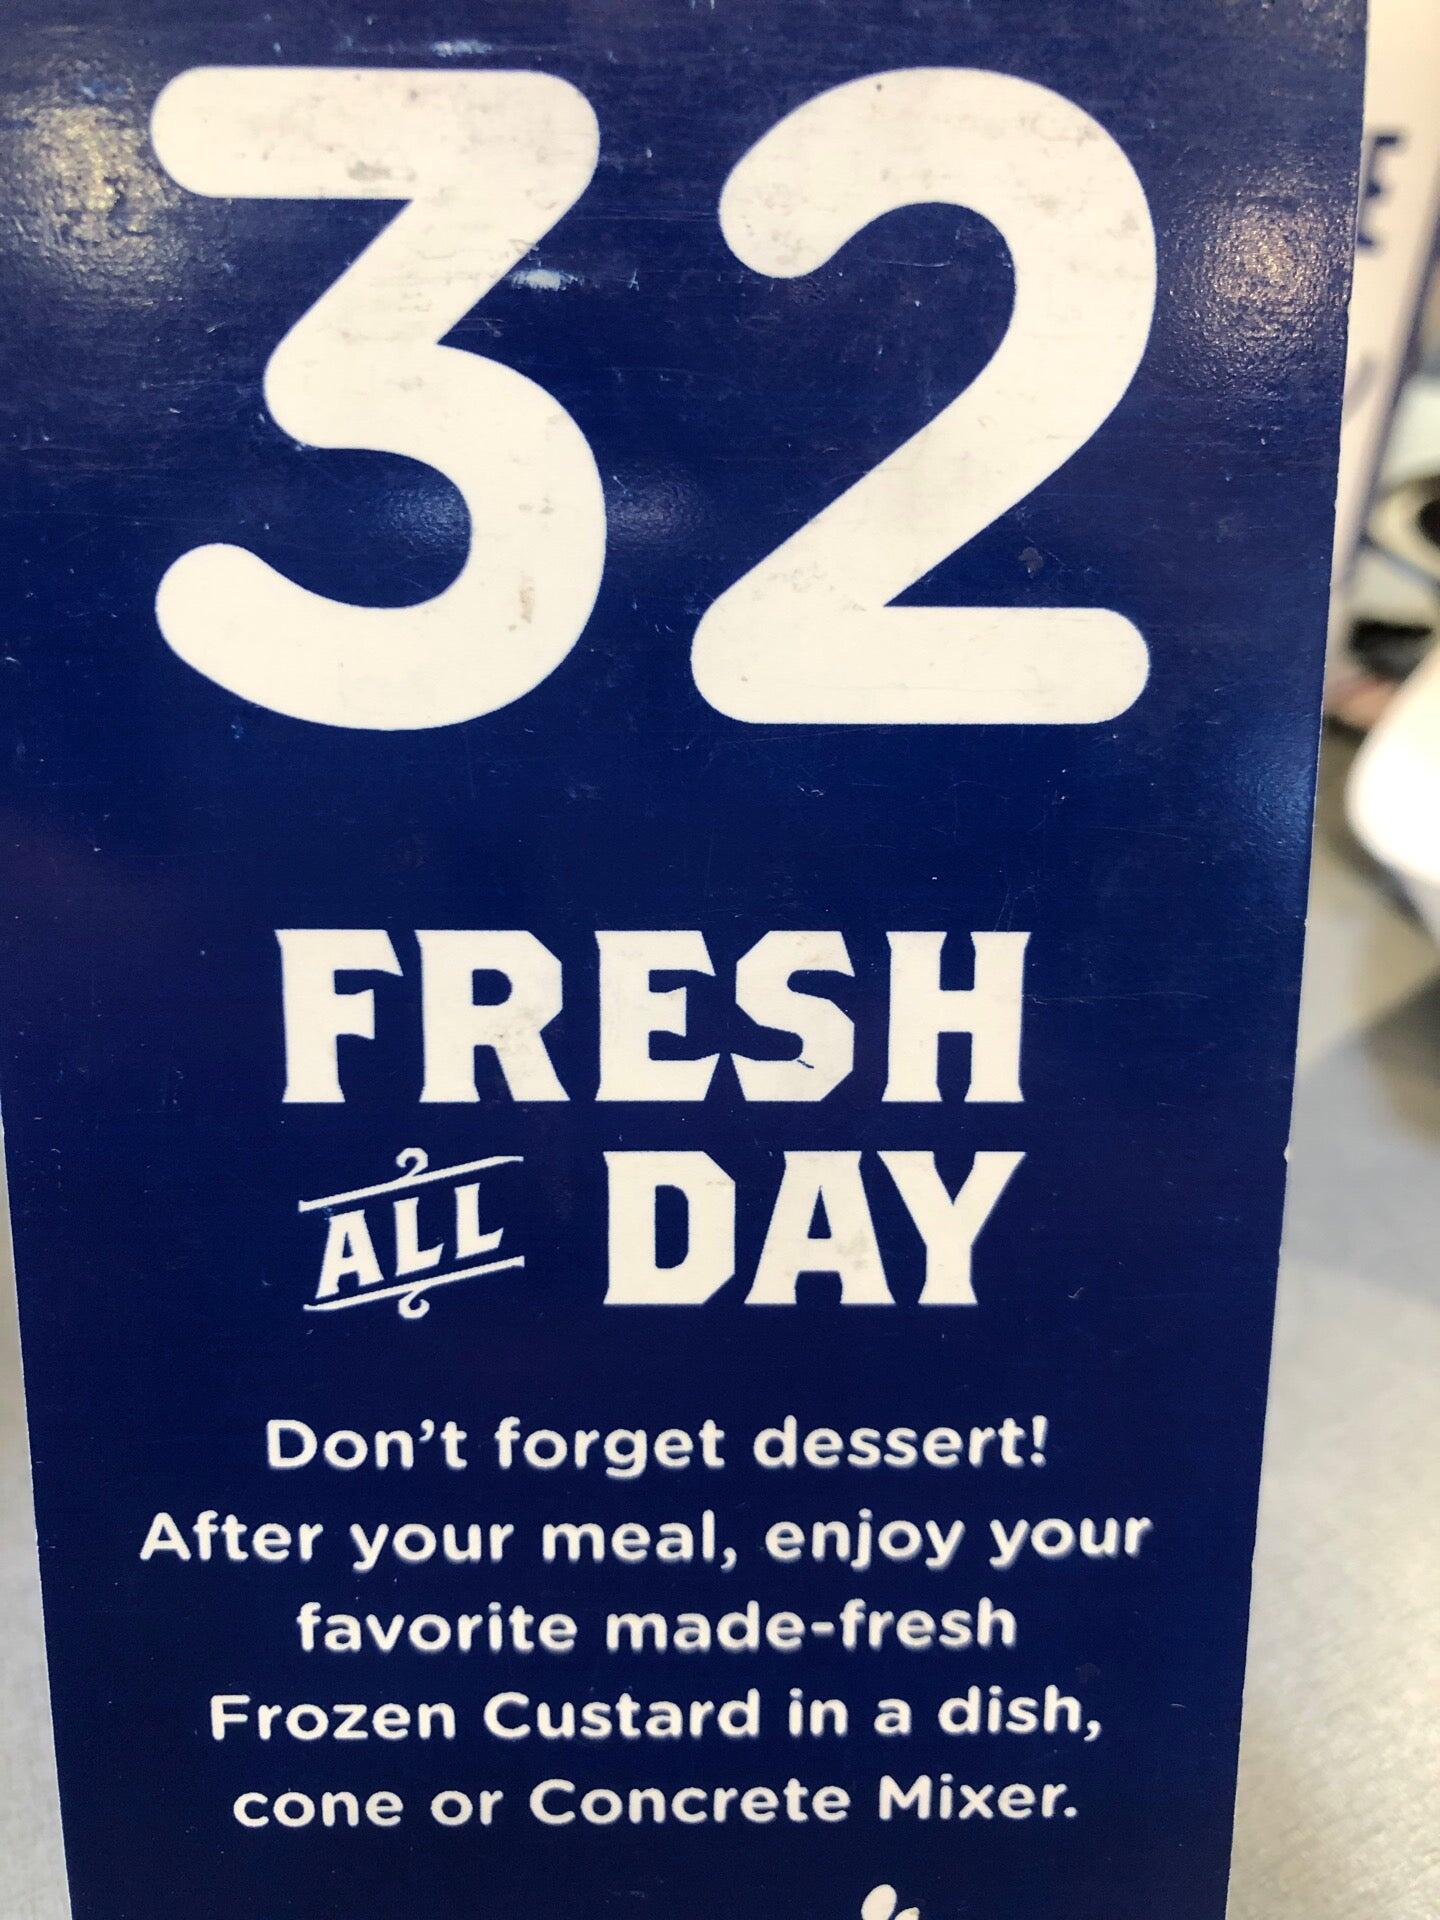 32
FRESH
ALL DAY
Don't forget dessert!
After your meal, enjoy your
favorite made-fresh
Frozen Custard in a dish,
cone or Concrete Mixer.